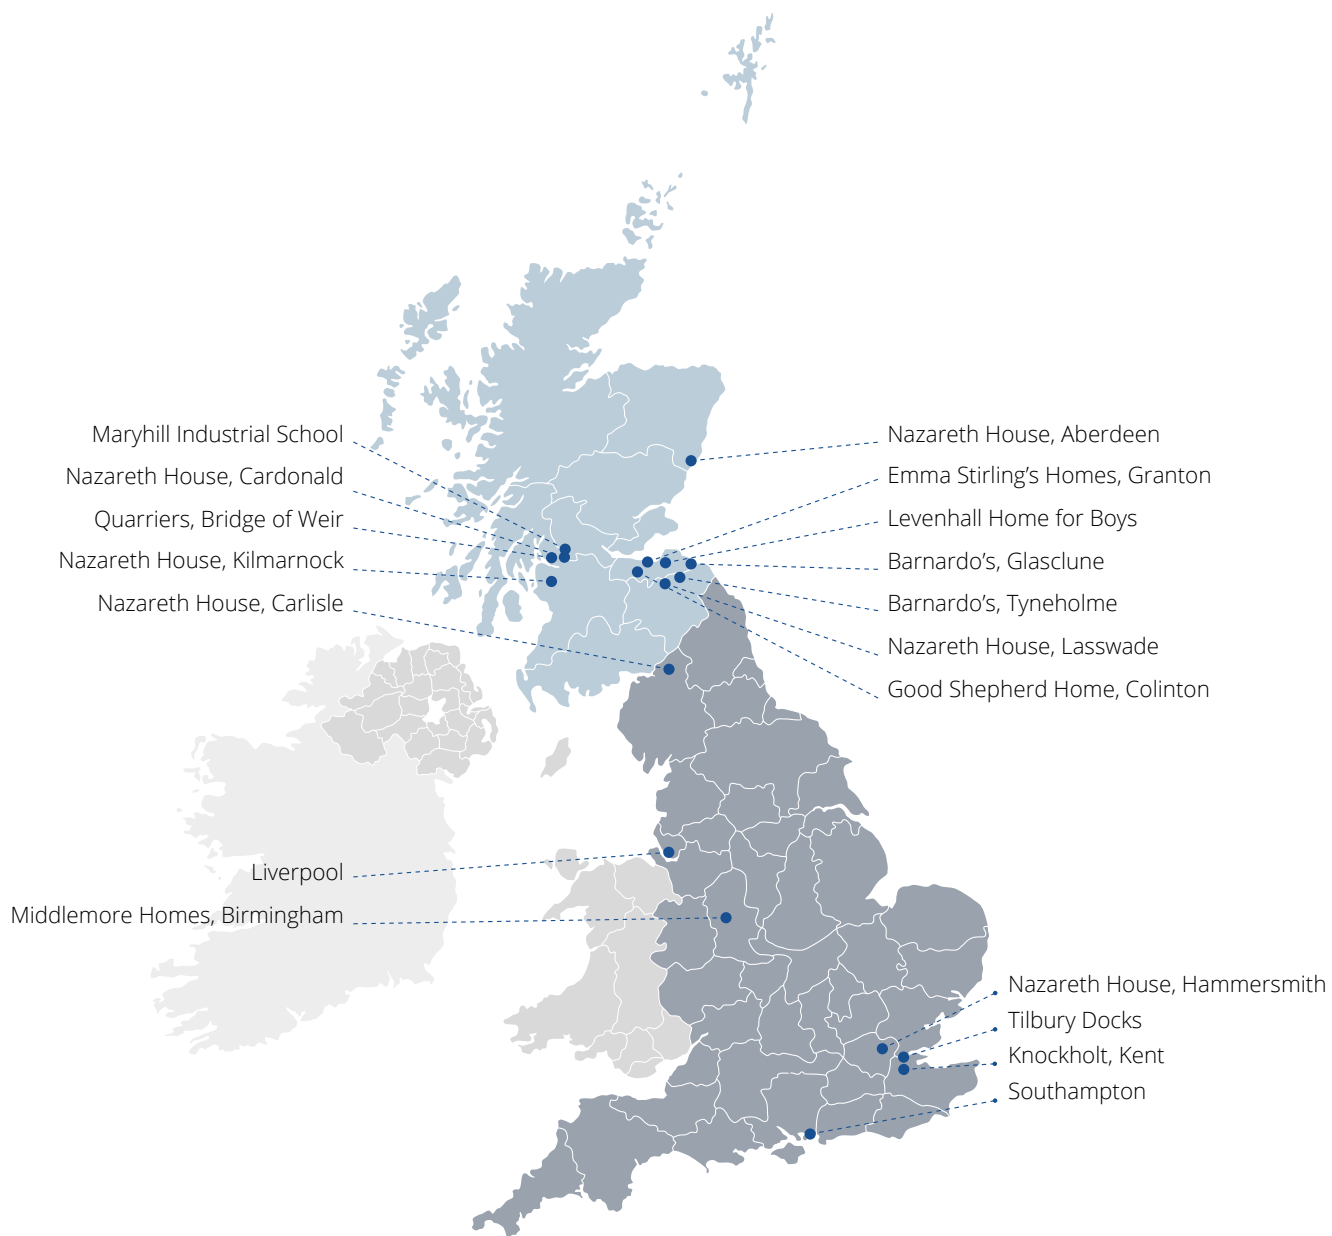 Maryhill Industrial School
Nazareth House, Cardonald
Quarriers, Bridge of Weir
Nazareth House, Kilmarnock
Nazareth House, Carlisle
Nazareth House, Aberdeen
Emma Stirling’s Homes, Granton
Levenhall Home for Boys
Barnardo’s, Glasclune
Barnardo’s, Tyneholme
Nazareth House, Lasswade
Good Shepherd Home, Colinton
Liverpool
Middlemore Homes, Birmingham
Nazareth House, Hammersmith
Tilbury Docks
Knockholt, Kent
Southampton